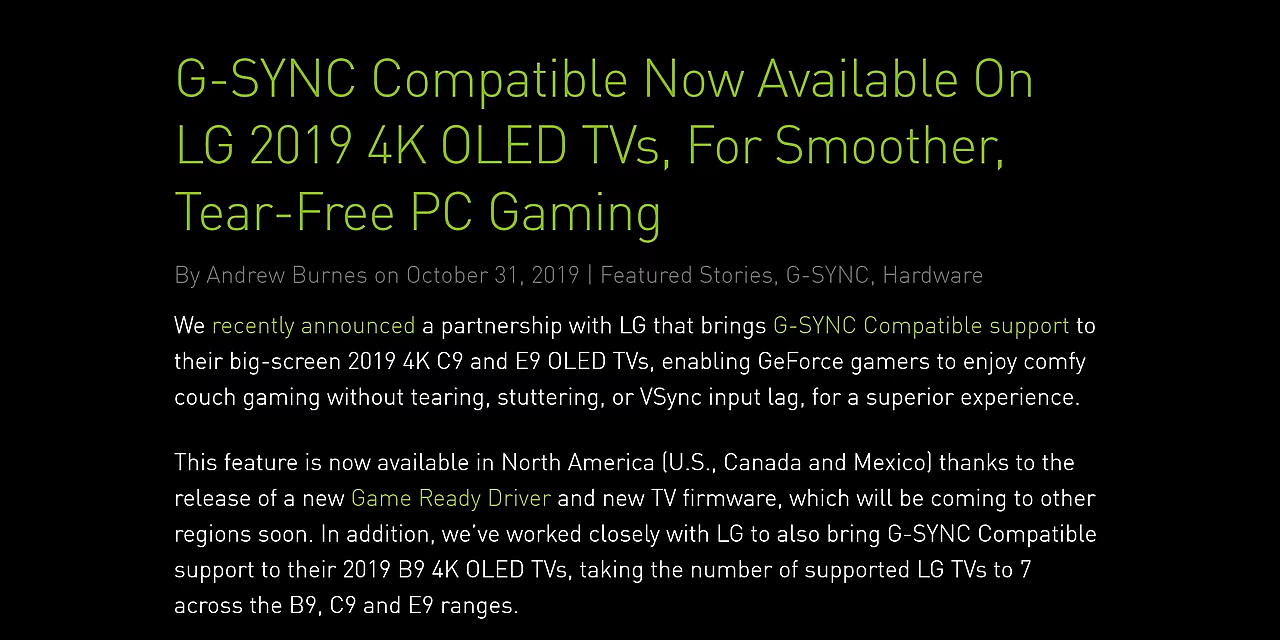 G-SYNC Compatible Now Available On
LG 2019 4K OLED TVs, For Smoother,
Tear-Free PC Gaming
By Andrew Burnes on October 31, 2019 | Featured Stories, G-SYNC, Hardware
We recently announced a partnership with LG that brings G-SYNC Compatible support to
their big-screen 2019 4K C9 and E9 OLED TVs, enabling GeForce gamers to enjoy comfy
couch gaming without tearing, stuttering, or VSync input lag, for a superior experience.
This feature is now available in North America (U.S., Canada and Mexico) thanks to the
release of a new Game Ready Driver and new TV firmware, which will be coming to other
regions soon. In addition, we’ve worked closely with LG to also bring G-SYNC Compatible
support to their 2019 B9 4K OLED TVs, taking the number of supported LG TVs to 7
across the B9, C9 and E9 ranges.